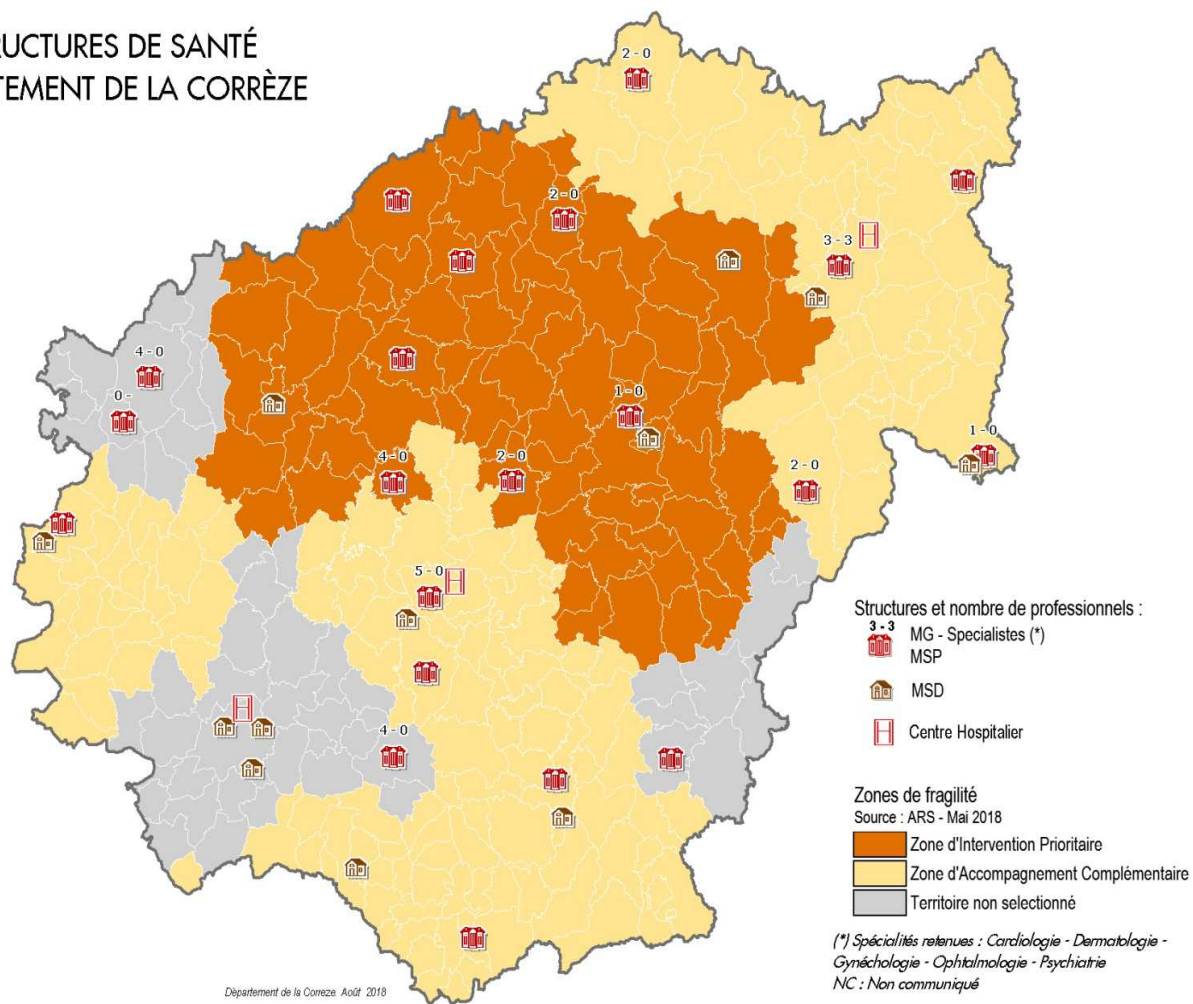 RUCTURES DE SANTÉ
TEMENT DE LA CORRÈZE
2 - 0
2 - 0
3 - 3
4 - 0
0 -
1 - 0
1 - 0
4 - 0
2 - 0
2 - 0
5 - 0
4 - 0
Structures et nombre de professionnels :
3 - 3
MG - Specialistes (*)
MSP
MSD
Centre Hospitalier
Zones de fragilité
Source : ARS - Mai 2018
Zone d'Intervention Prioritaire
Zone d'Accompagnement Complémentaire
Territoire non selectionné
(*) Spécialités retenues : Cardiologie - Dermatologie -
Gynéchologie - Ophtalmologie - Psychiatrie
NC : Non communiqué
Département de la Correze. Août 2018